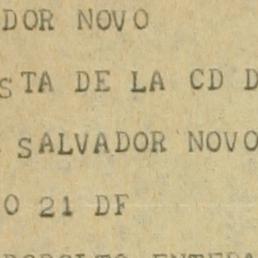 DOR NOVO
STA DE LA CD D
SALVADOR NOVO
O 21 DF